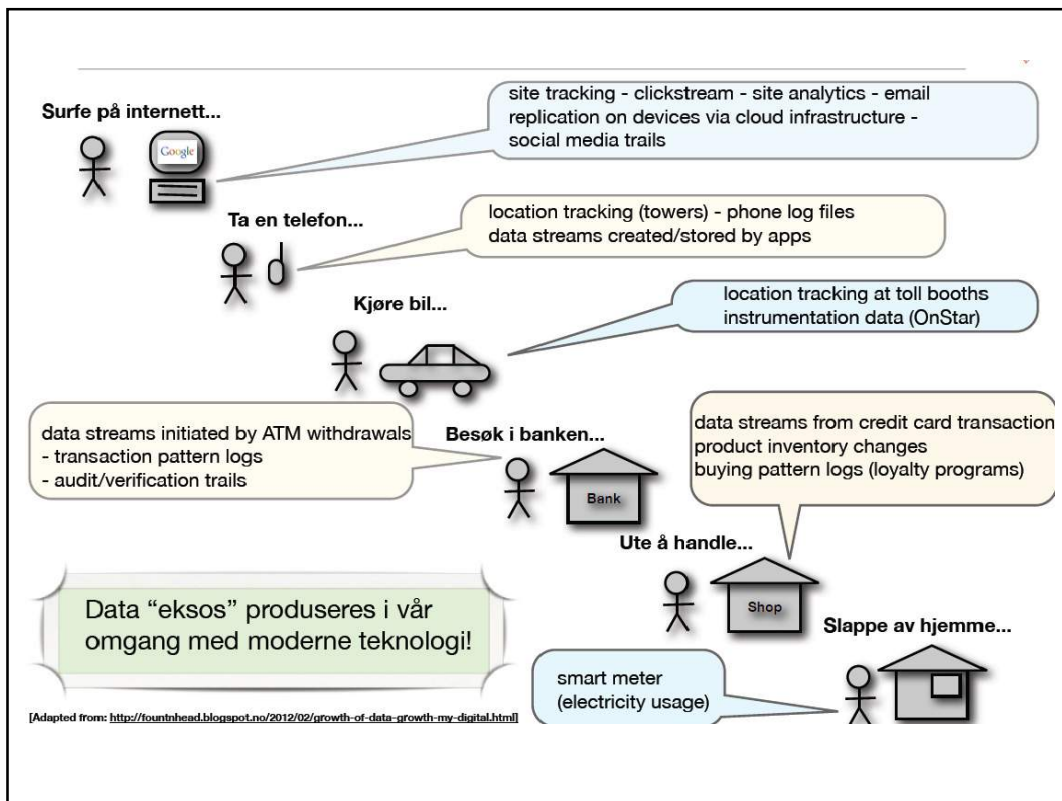 Surfe på internett...
Google
site tracking - clickstream - site analytics - email
replication on devices via cloud infrastructure -
social media trails
Ta en telefon...
location tracking (towers) - phone log files
data streams created/stored by apps
Kjøre bil...
location tracking at toll booths
instrumentation data (OnStar)
data streams initiated by ATM withdrawals
- transaction pattern logs
- audit/verification trails
Besøk i banken...
Bank
data streams from credit card transaction
product inventory changes
buying pattern logs (loyalty programs)
Ute å handle...
Shop
Data “eksos” produseres i vår
omgang med moderne teknologi!
Slappe av hjemme...
smart meter
(electricity usage)
[Adapted from: http://fountnhead.blogspot.no/2012/02/growth-of-data-growth-my-digital.html]